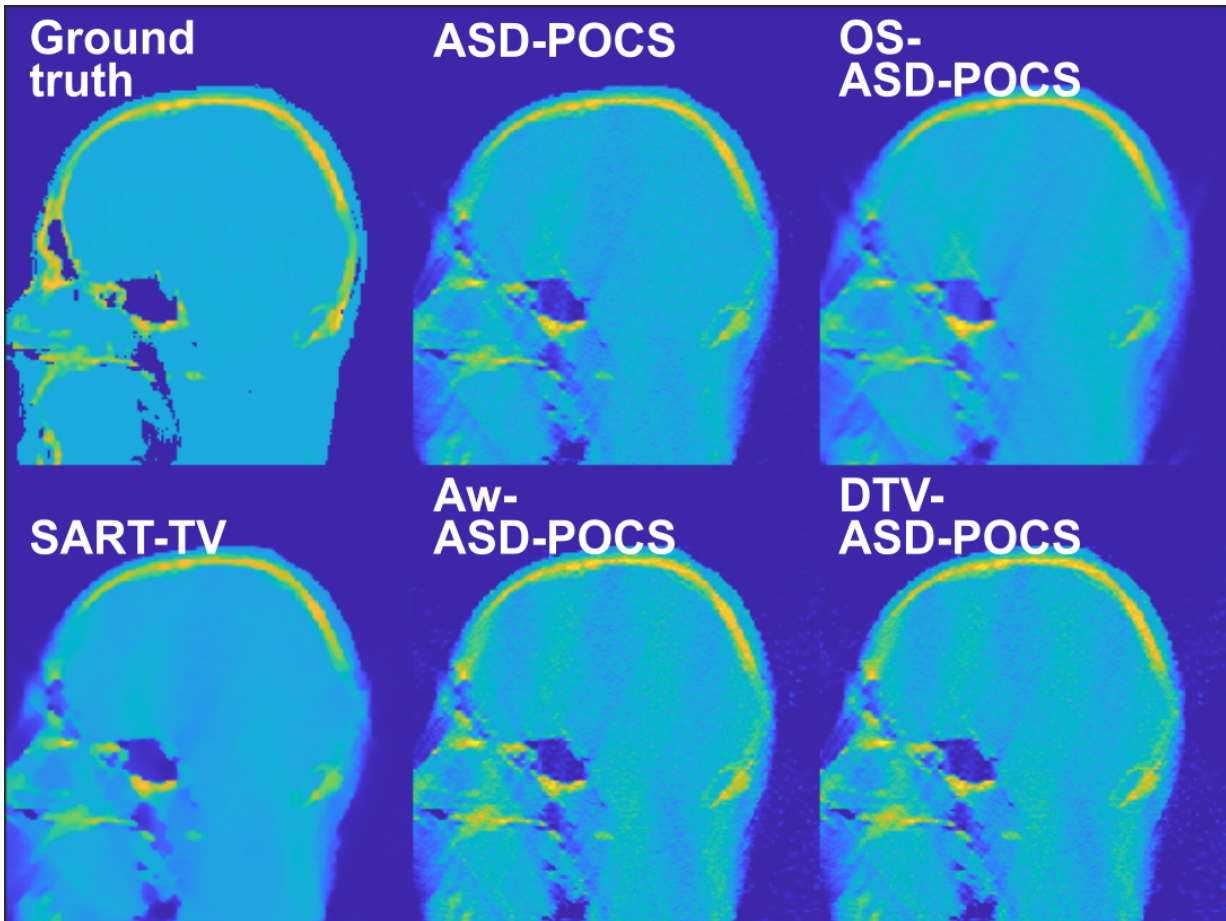 Ground
truth
ASD-POCS
OS-
ASD-POCS
SART-TV
Aw-
ASD-POCS
DTV-
ASD-POCS